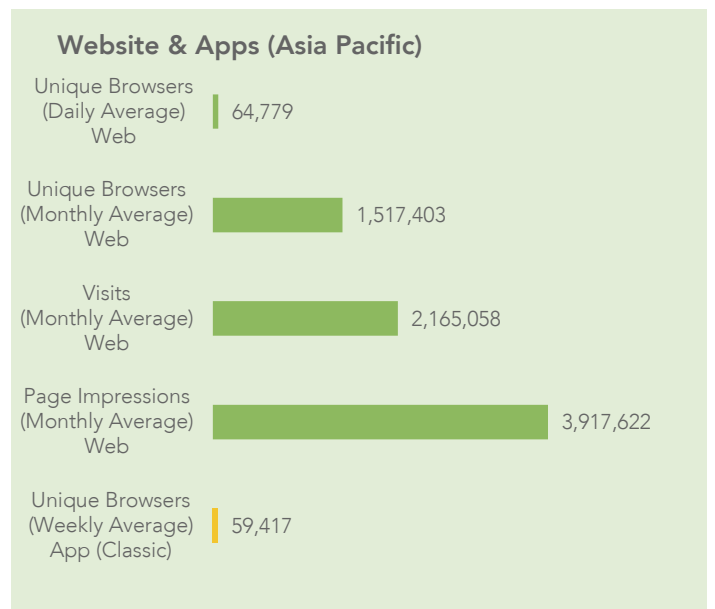 Website & Apps (Asia Pacific)
Unique Browsers
(Daily Average)
Web
64,779
Unique Browsers
(Monthly Average)
Web
1,517,403
Visits
(Monthly Average)
Web
2,165,058
Page Impressions
(Monthly Average)
Web
3,917,622
Unique Browsers
(Weekly Average)
App (Classic)
59,417